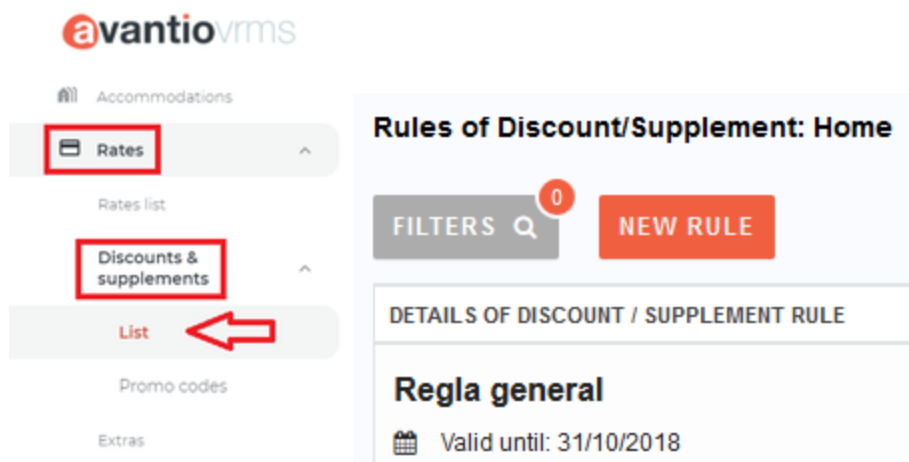 avantiovrms
Accommodations
Rates
Rates list
Discounts &
supplements
List
Promo codes
Extras
Rules of Discount/Supplement: Home
FILTERS
0
NEW RULE
DETAILS OF DISCOUNT / SUPPLEMENT RULE
Regla general
Valid until: 31/10/2018